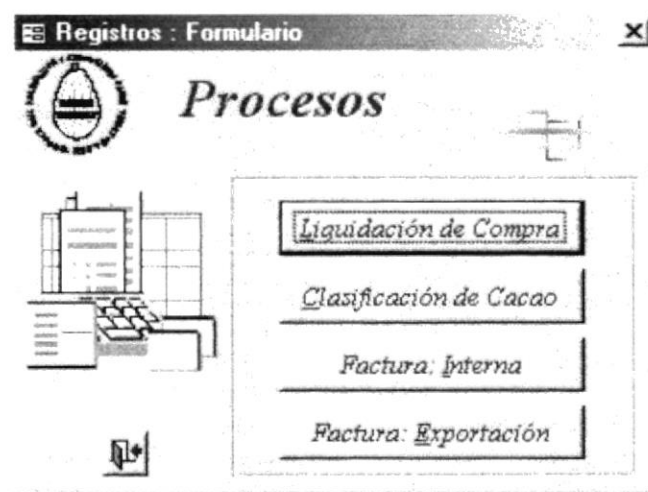 Registros : Formulario
Procesos
Liquidación de Compra
Clasificación de Cacao
Factura: Interna
Factura: Exportación